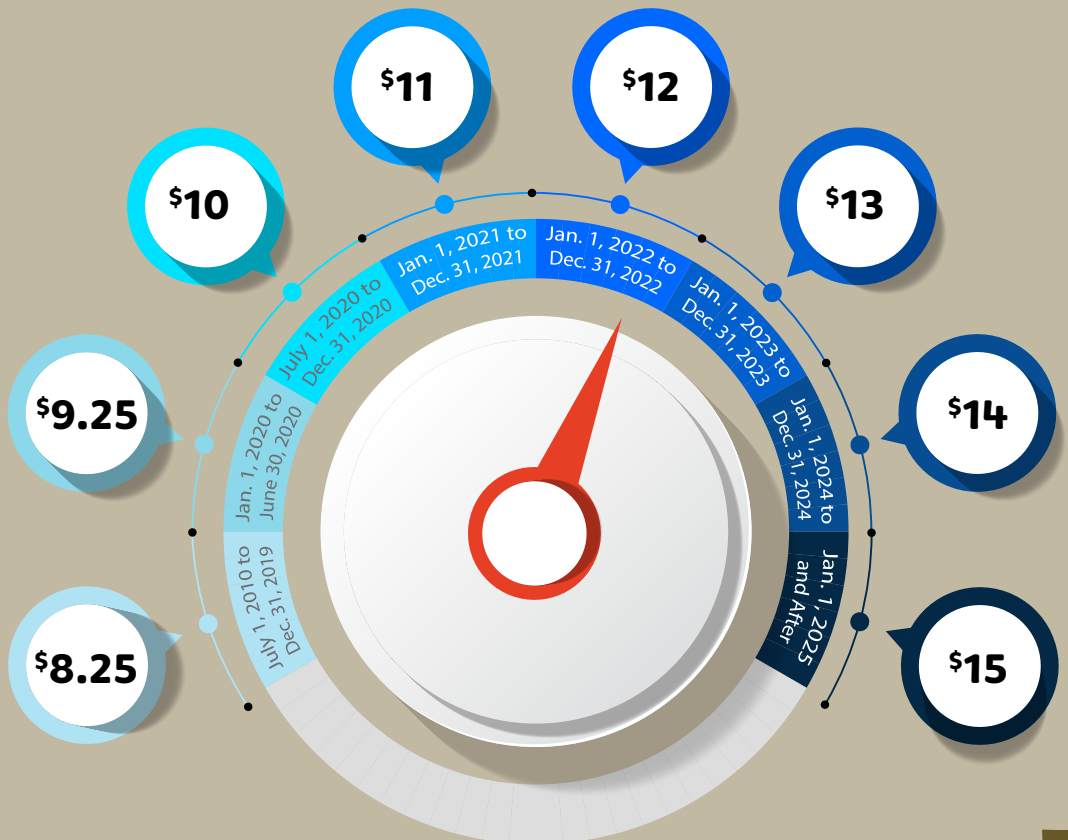 $8.25
July 1, 2010 to
Dec. 31, 2019
$9.25
Jan. 1, 2020 to
June 30, 2020
$10
July 1, 2020 to
Dec. 31, 2020
$11
Jan. 1, 2021 to
Dec. 31, 2021
$12
Jan. 1, 2022 to
Dec. 31, 2022
$13
Jan. 1, 2023 to
Dec. 31, 2023
$14
Jan. 1, 2024 to
Dec. 31, 2024
$15
Jan. 1, 2025
and After